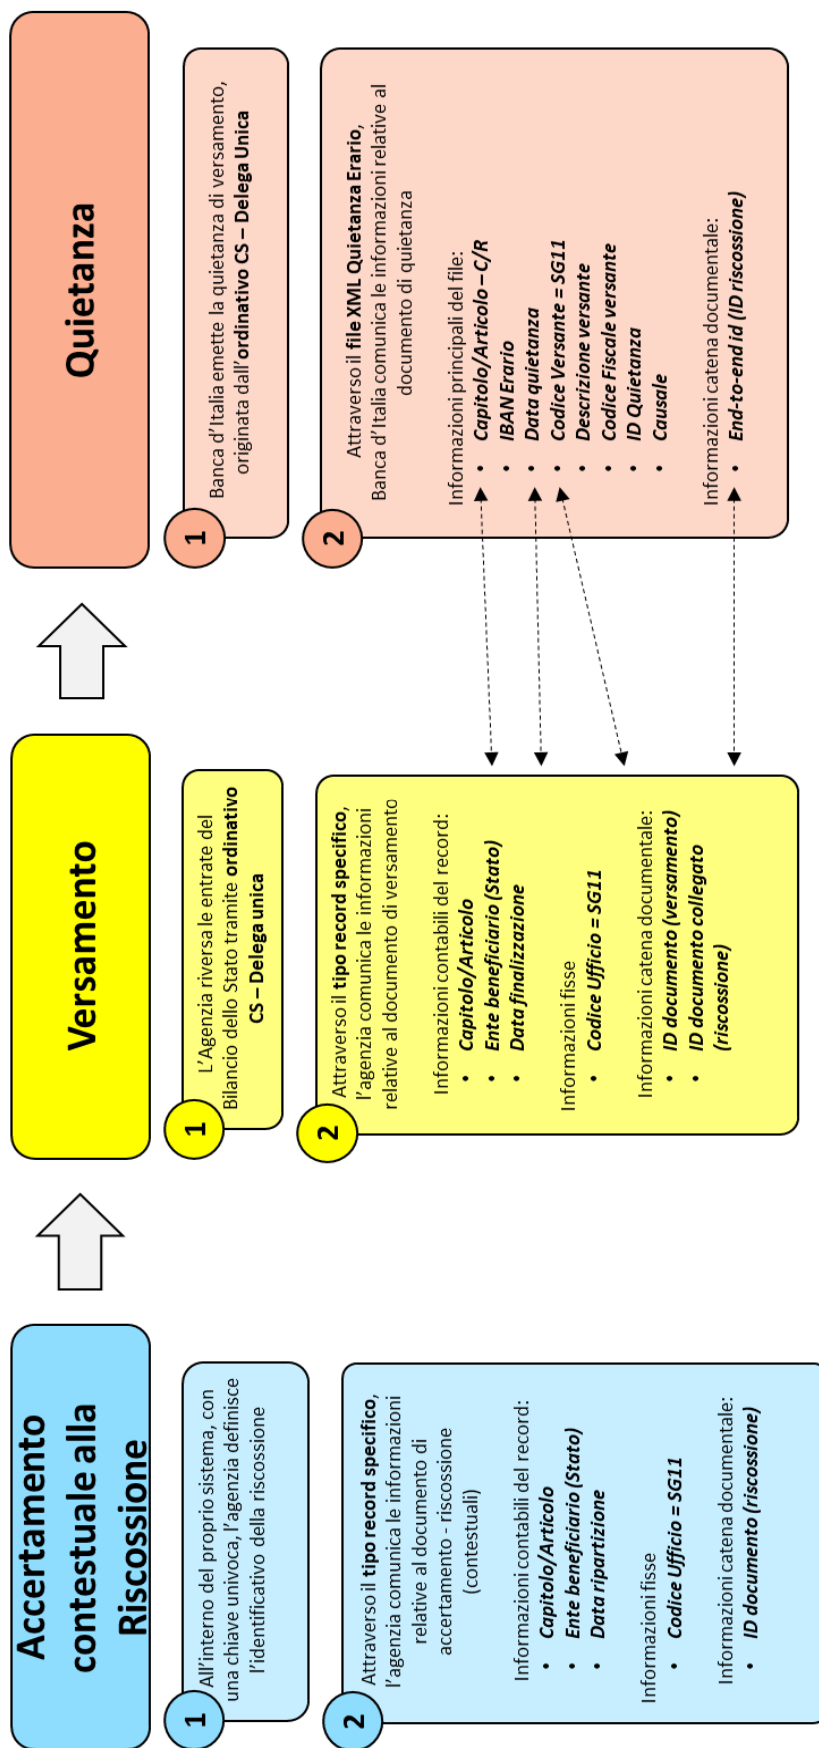 Accertamento
contestuale alla
Riscossione
1
All'interno del proprio sistema, con
una chiave univoca, l'agenzia definisce
l'identificativo della riscossione
2
Attraverso il tipo record specifico,
l'agenzia comunica le informazioni
relative al documento di
accertamento - riscossione
(contestuali)
Informazioni contabili del record:
• Capitolo/Articolo
• Ente beneficiario (Stato)
• Data ripartizione
Informazioni fisse
• Codice Ufficio = SG11
Informazioni catena documentale:
• ID documento (riscossione)
Versamento
1
L'Agenzia riversa le entrate del
Bilancio dello Stato tramite ordinativo
CS – Delega unica
2
Attraverso il tipo record specifico,
l'agenzia comunica le informazioni
relative al documento di versamento
Informazioni contabili del record:
• Capitolo/Articolo
• Ente beneficiario (Stato)
• Data finalizzazione
Informazioni fisse
• Codice Ufficio = SG11
Informazioni catena documentale:
• ID documento (versamento)
• ID documento collegato
(riscossione)
Quietanza
1
Banca d'Italia emette la quietanza di versamento,
originata dall'ordinativo CS – Delega Unica
2
Attraverso il file XML Quietanza Erario,
Banca d'Italia comunica le informazioni relative al
documento di quietanza
Informazioni principali del file:
• Capitolo/Articolo – C/R
• IBAN Erario
• Data quietanza
• Codice Versante = SG11
• Descrizione versante
• Codice Fiscale versante
• ID Quietanza
• Causale
Informazioni catena documentale:
• End-to-end id (ID riscossione)